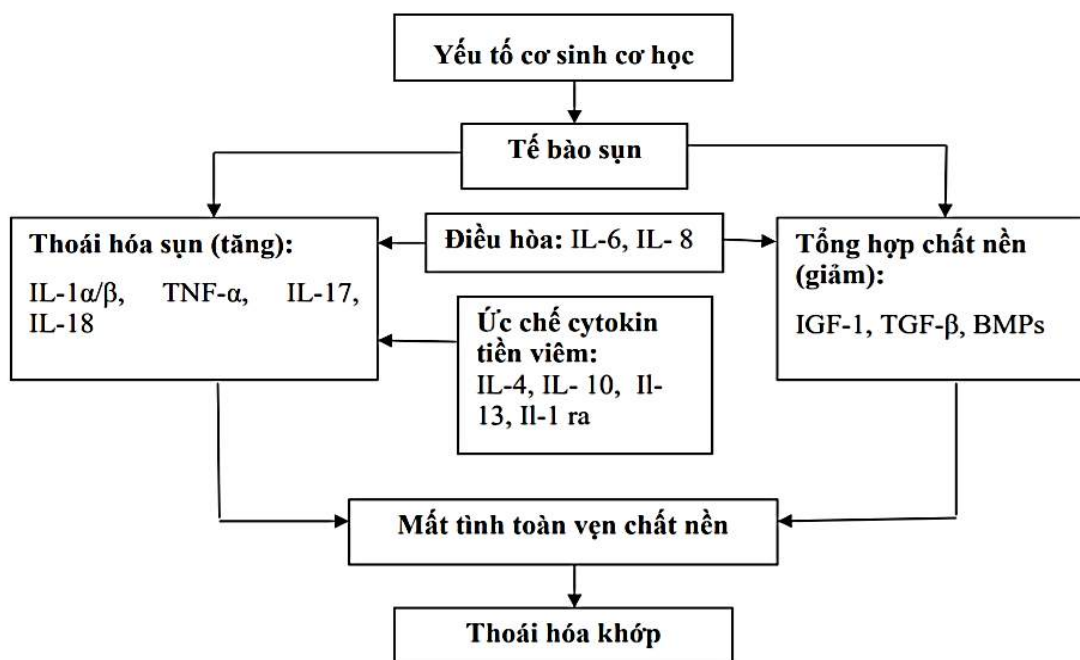 Yếu tố cơ sinh cơ học
Tế bào sụn
Thoái hóa sụn (tăng):
IL-1α/β, TNF-α, IL-17,
IL-18
Điều hòa: IL-6, IL- 8
Ức chế cytokin
tiền viêm:
IL-4, IL- 10, Il-
13, Il-1 ra
Tổng hợp chất nền
(giảm):
IGF-1, TGF-β, BMPs
Mất tình toàn vẹn chất nền
Thoái hóa khớp